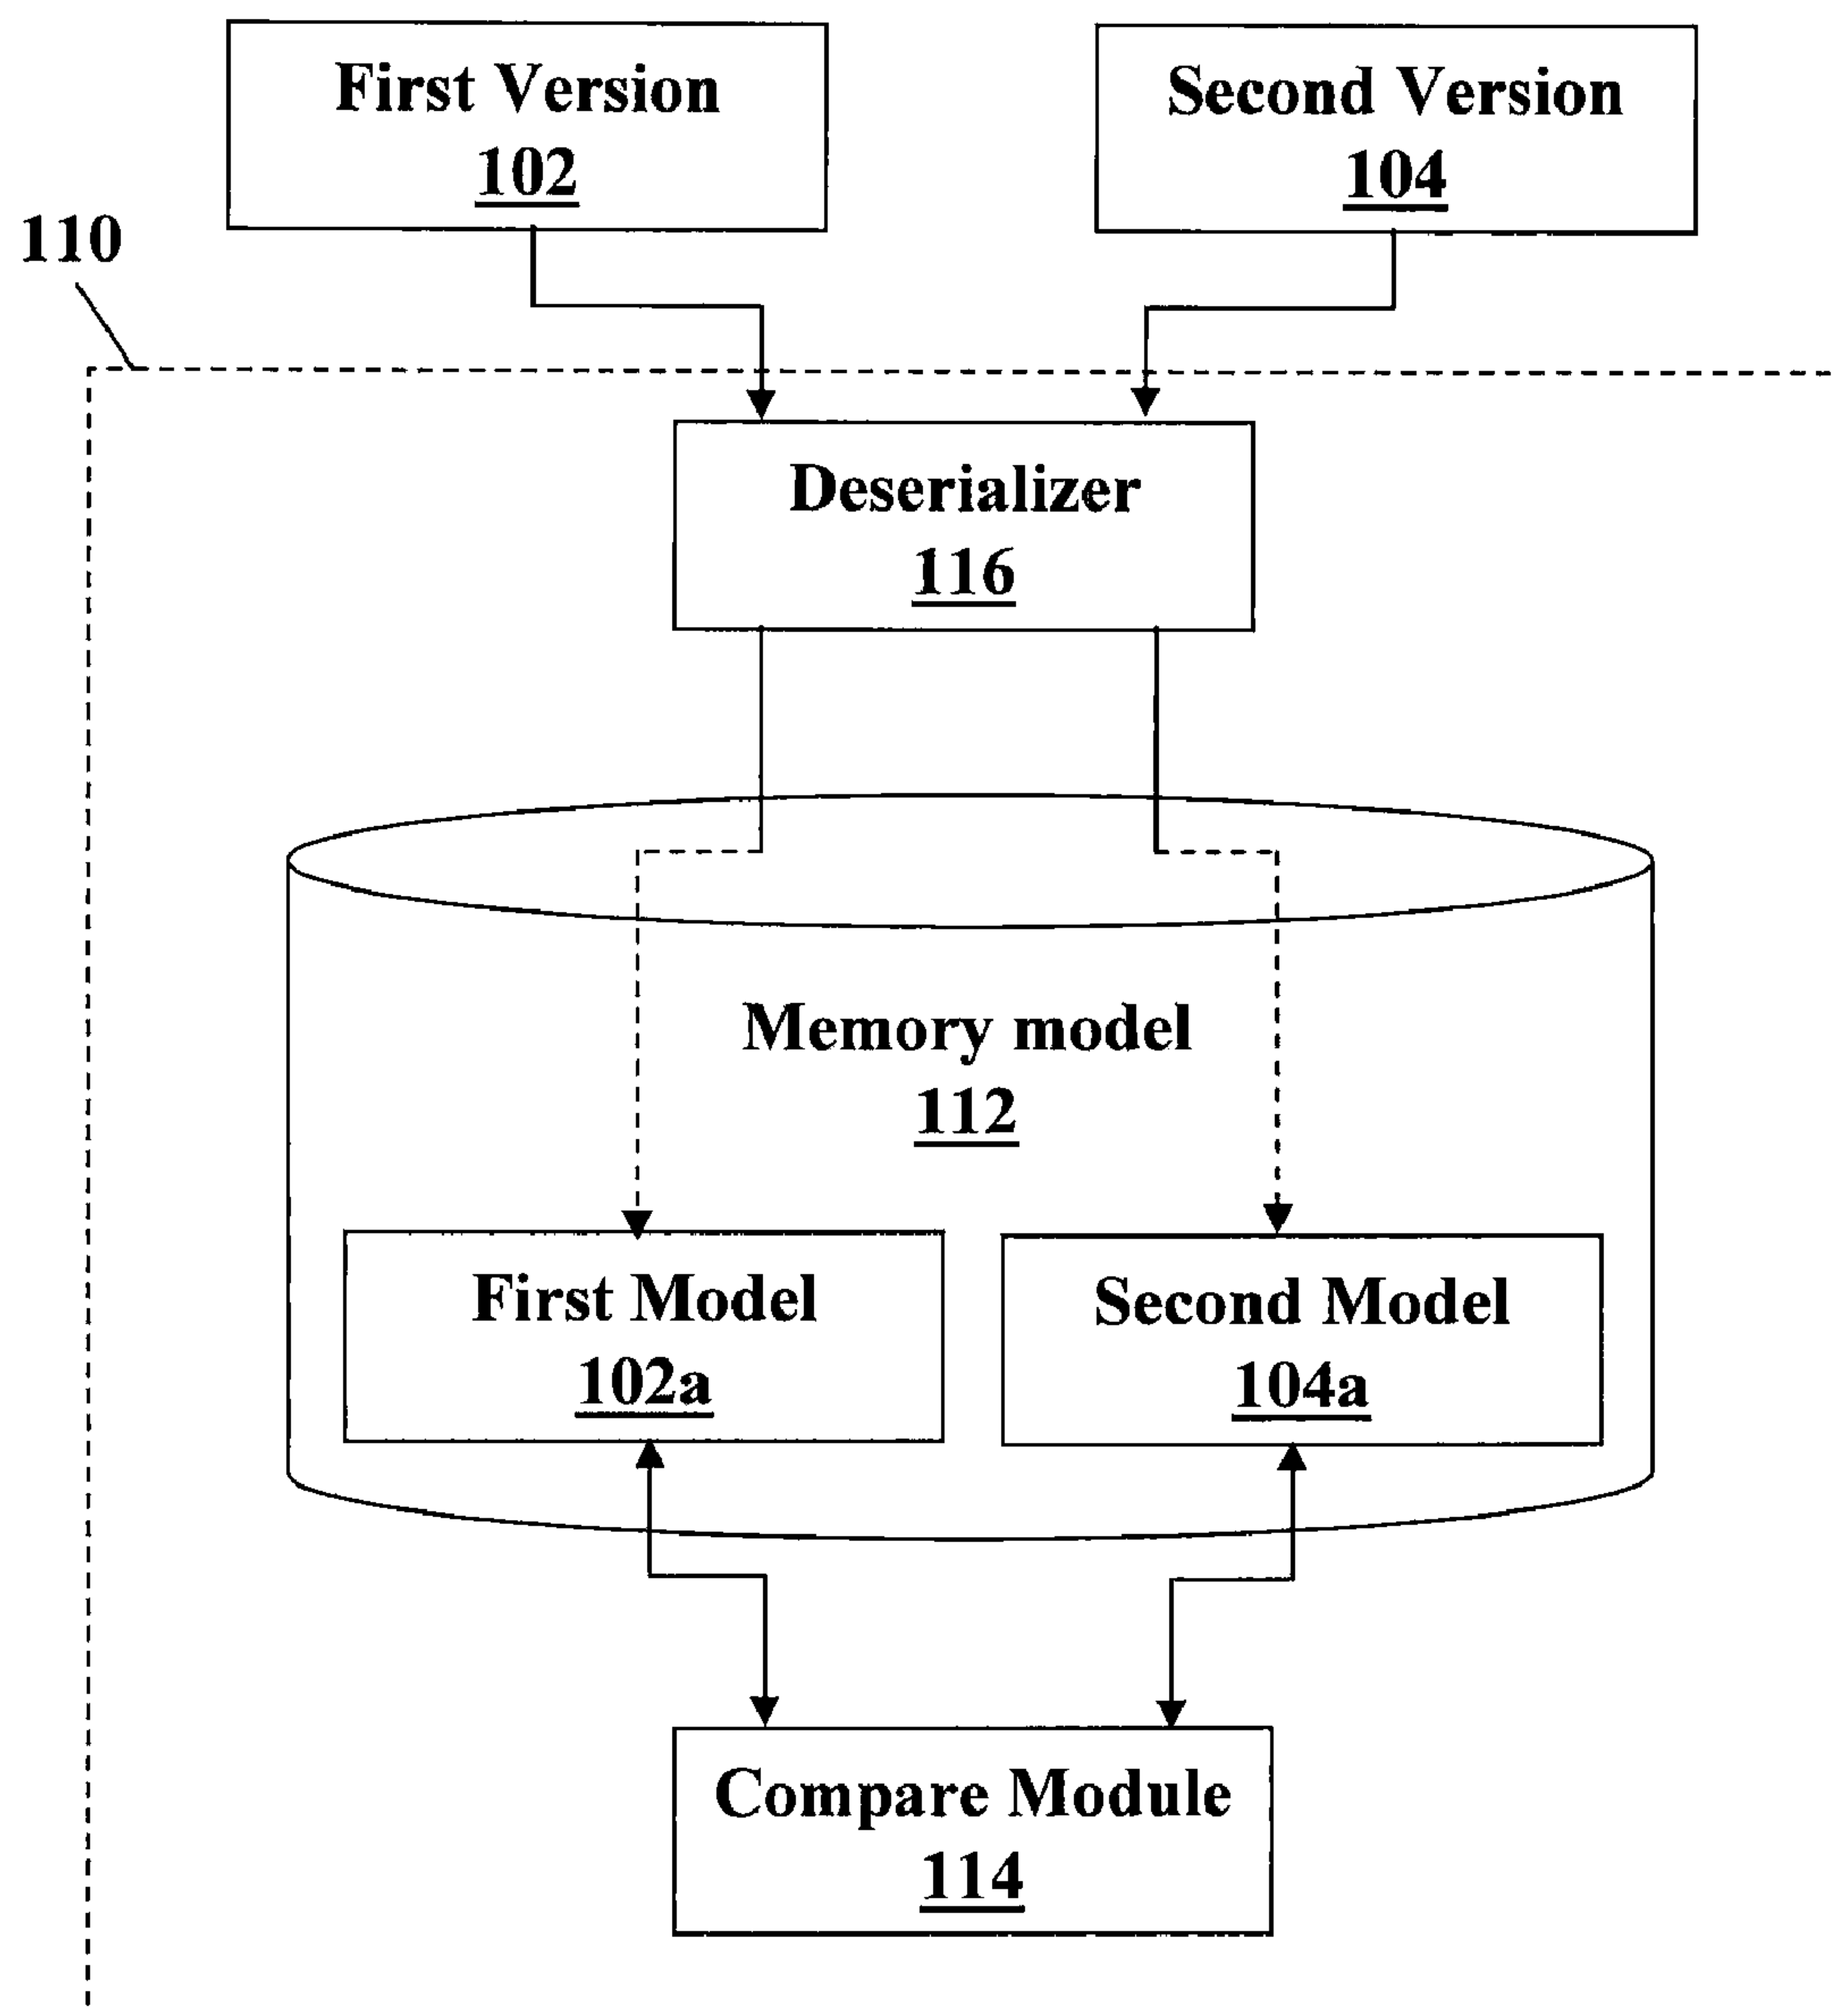 First Version
102
Second Version
104
110
Deserializer
116
Memory model
112
First Model
102a
Second Model
104a
Compare Module
114